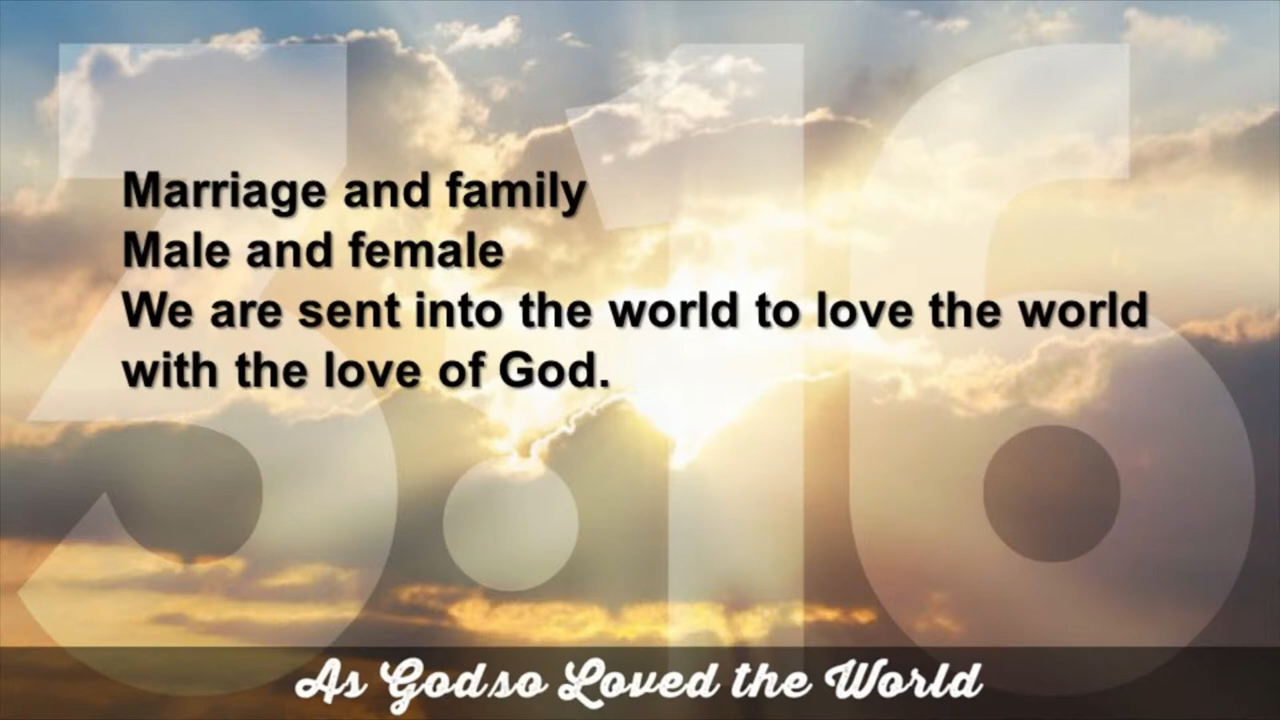 3:16
Marriage and family
Male and female
We are sent into the world to love the world
with the love of God.
As God so Loved the World